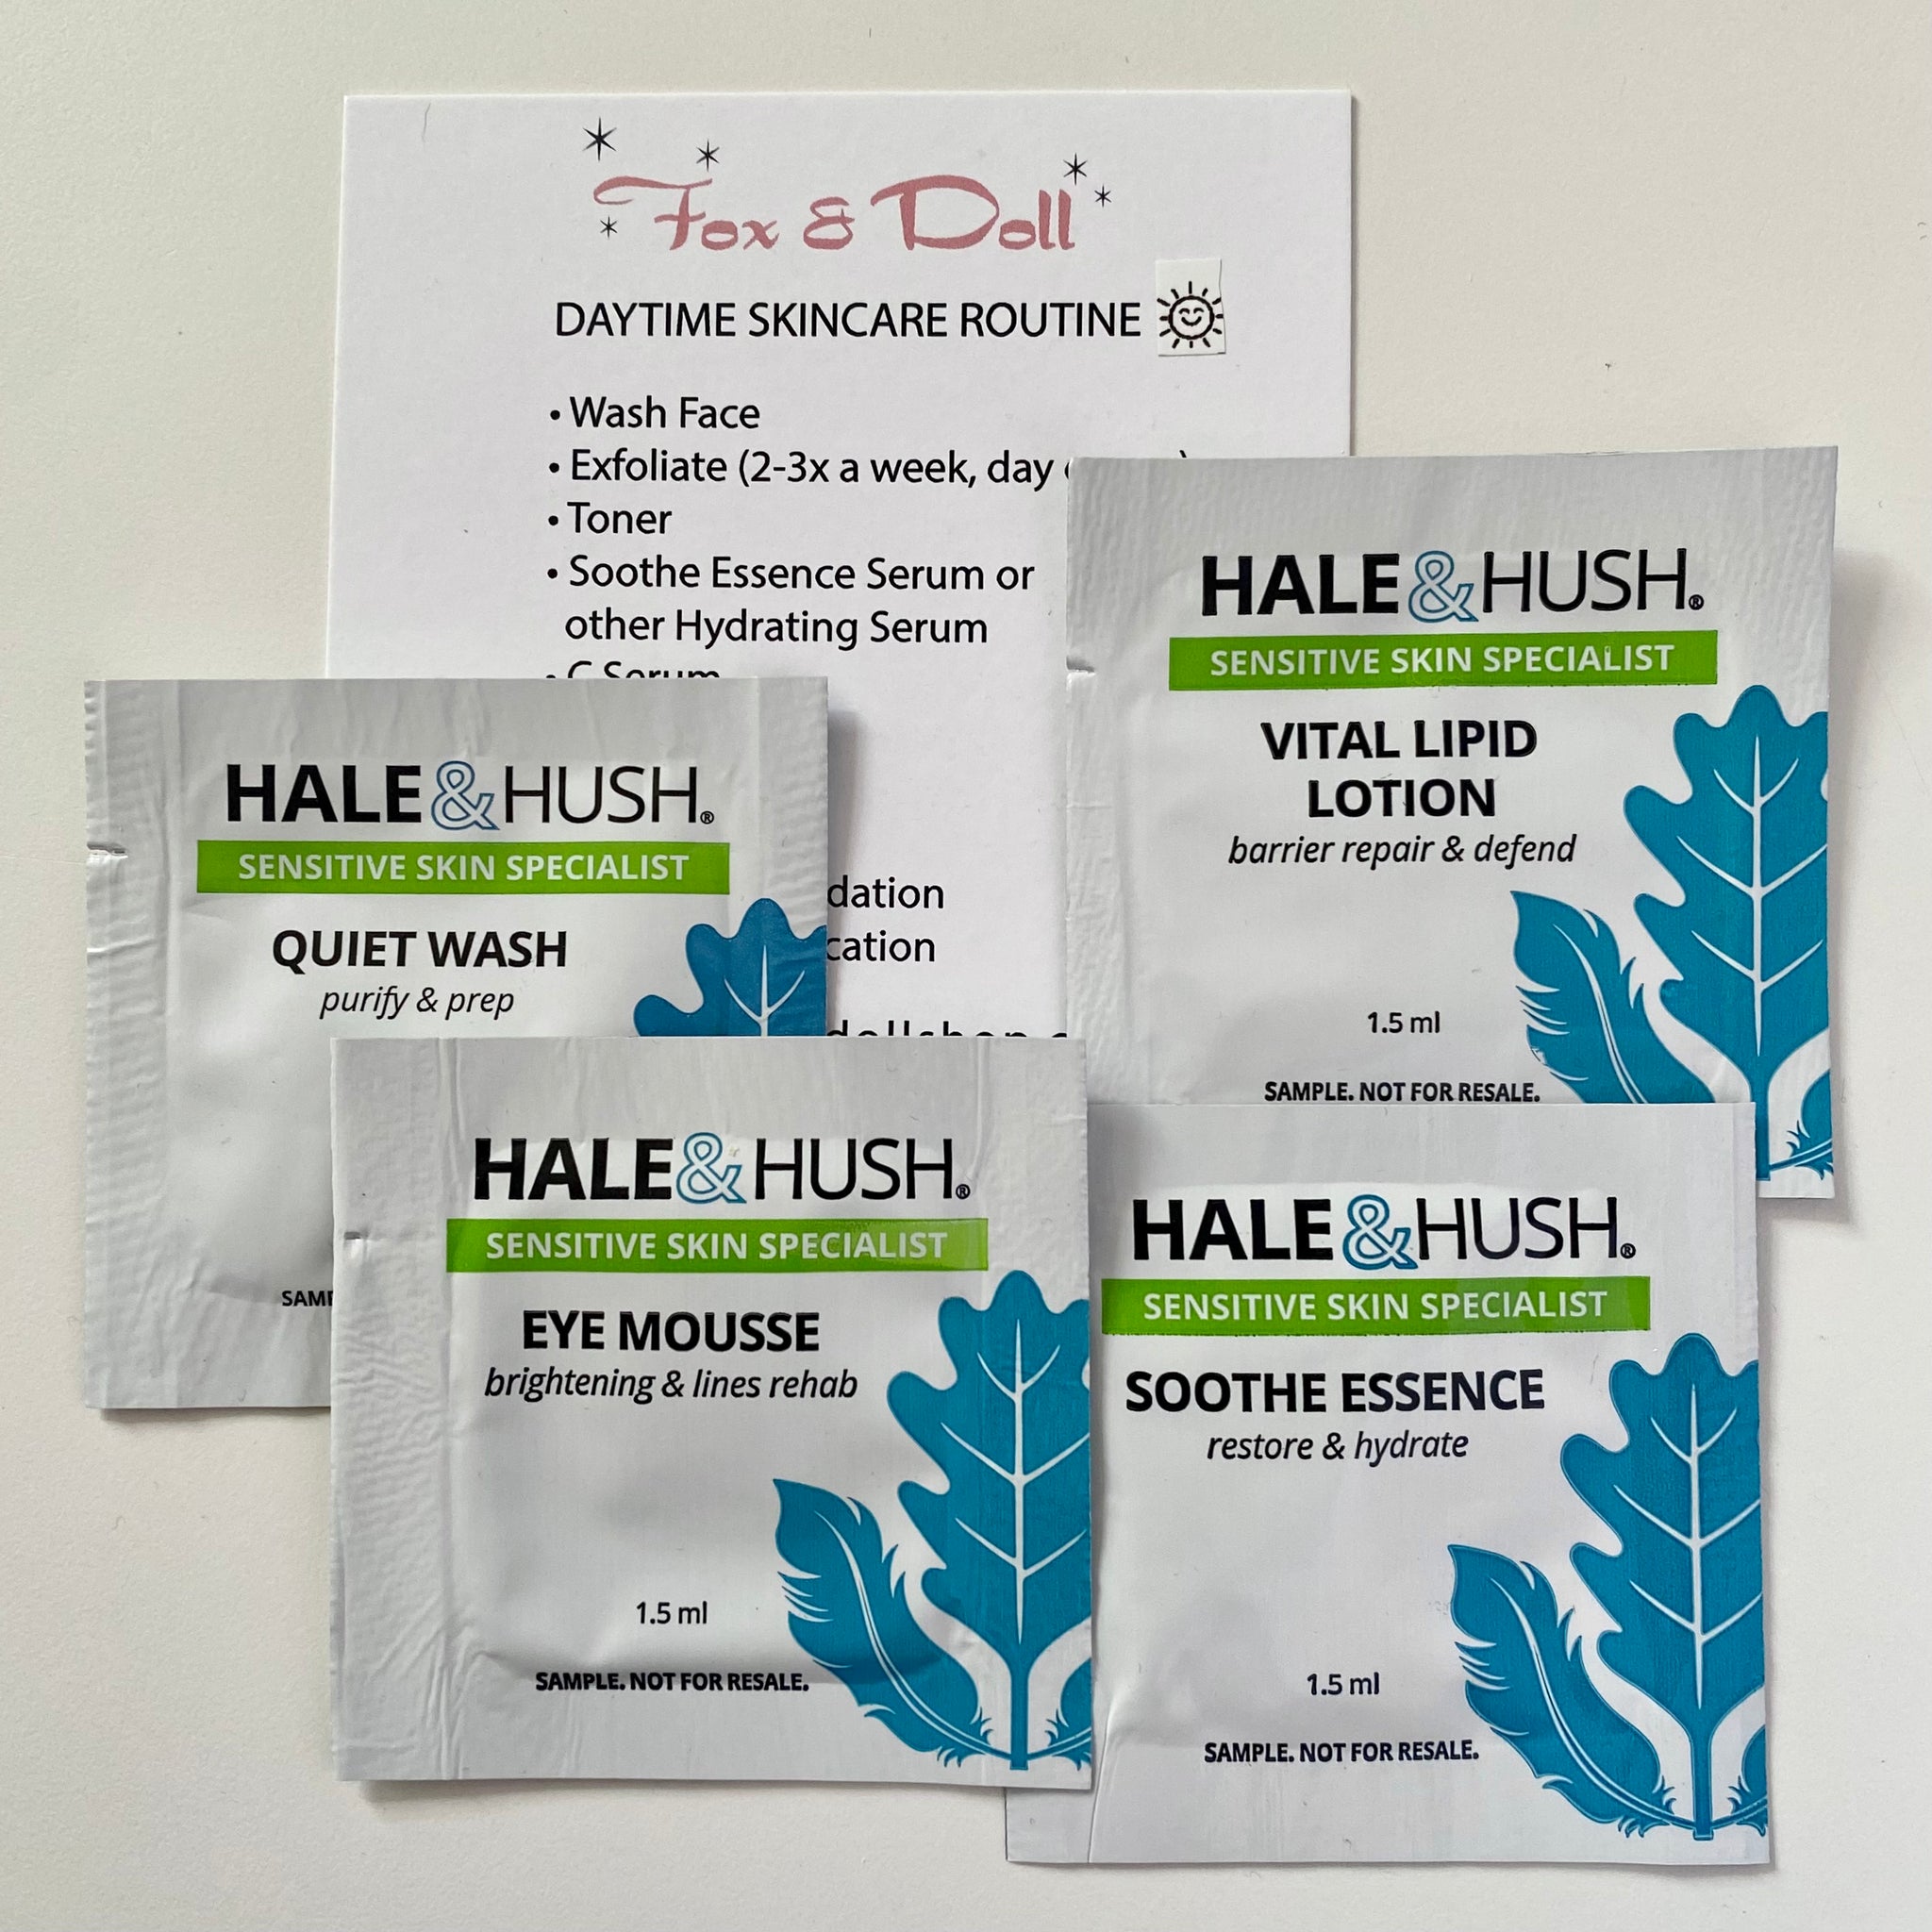 Fox & Doll
DAYTIME SKINCARE ROUTINE
• Wash Face
• Exfoliate (2-3x a week, day
• Toner
• Soothe Essence Serum or
other Hydrating Serum
• C Serum
HALE&HUSH®
SENSITIVE SKIN SPECIALIST
VITAL LIPID
LOTION
barrier repair & defend
1.5 ml
SAMPLE. NOT FOR RESALE.
HALE&HUSH®
SENSITIVE SKIN SPECIALIST
QUIET WASH
purify & prep
HALE&HUSH®
SENSITIVE SKIN SPECIALIST
EYE MOUSSE
brightening & lines rehab
1.5 ml
SAMPLE. NOT FOR RESALE.
HALE&HUSH®
SENSITIVE SKIN SPECIALIST
SOOTHE ESSENCE
restore & hydrate
1.5 ml
SAMPLE. NOT FOR RESALE.